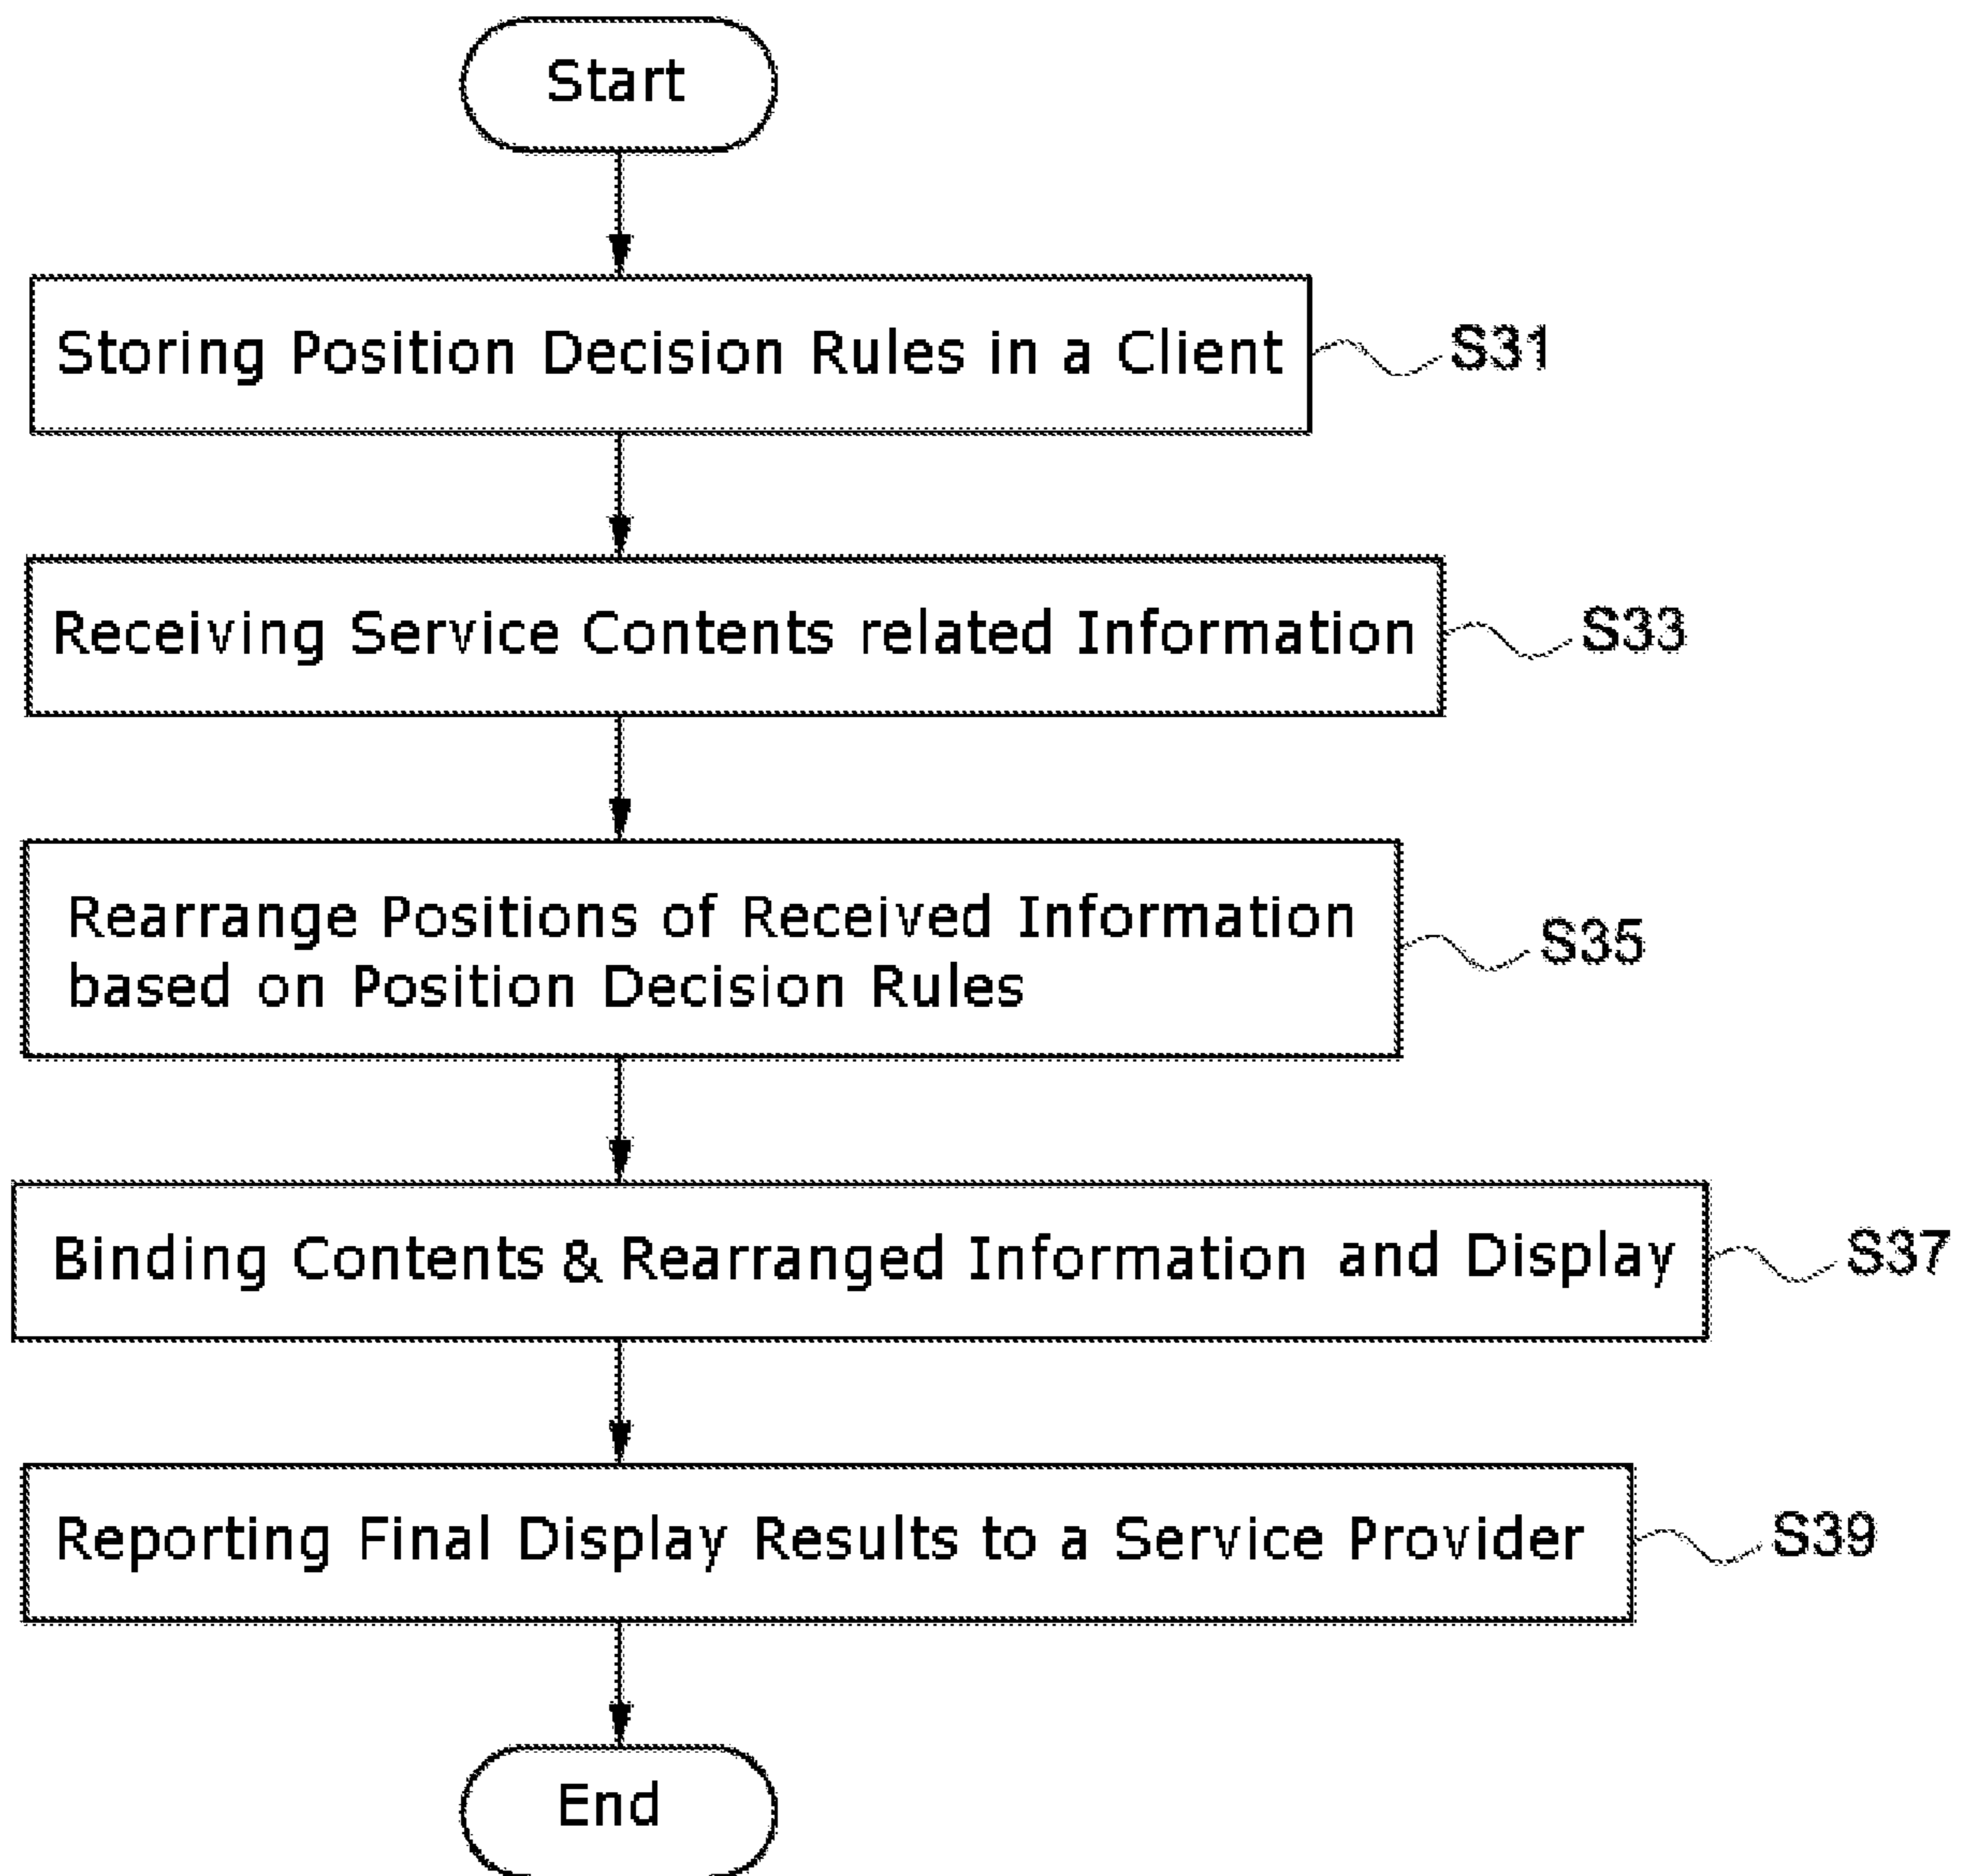 Start
Storing Position Decision Rules in a Client
S31
Receiving Service Contents related Information
S33
Rearrange Positions of Received Information
based on Position Decision Rules
S35
Binding Contents & Rearranged Information and Display
S37
Reporting Final Display Results to a Service Provider
S39
End